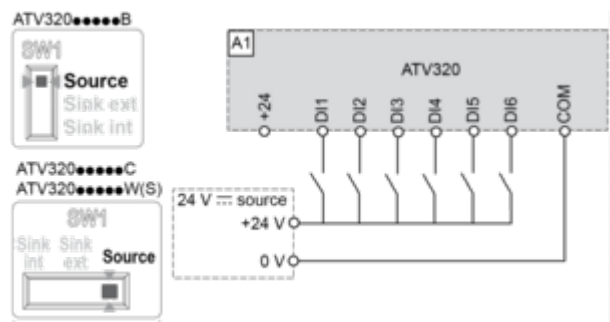 ATV320●●●●●B
SW1
Source
Sink ext
Sink int
ATV320●●●●●C
ATV320●●●●●W(S)
SW1
Sink int
Sink ext
Source
A1
ATV320
+24
DI1
DI2
DI3
DI4
DI5
DI6
COM
24 V ⎓ source
+24 V
0 V